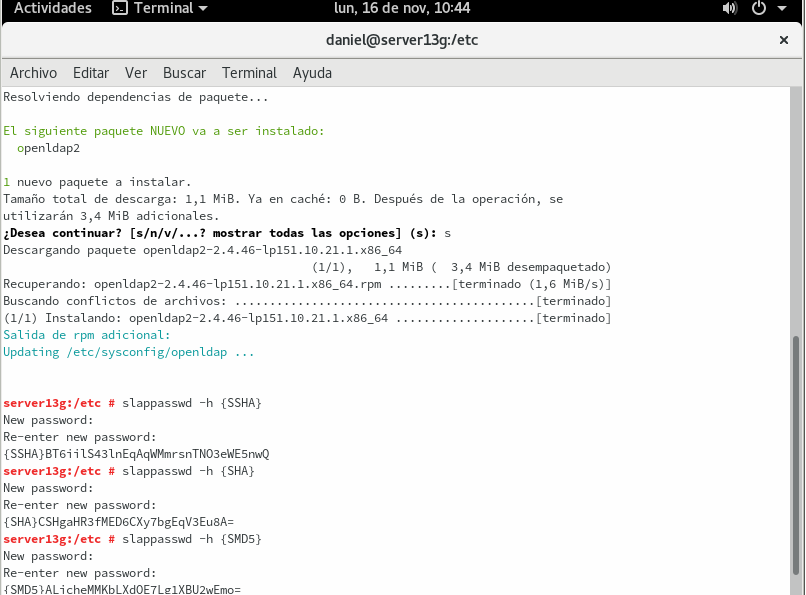 Actividades Terminal lun, 16 de nov, 10:44
daniel@server13g:/etc
Archivo Editar Ver Buscar Terminal Ayuda
Resolviendo dependencias de paquete...
El siguiente paquete NUEVO va a ser instalado:
openldap2
1 nuevo paquete a instalar.
Tamaño total de descarga: 1,1 MiB. Ya en caché: 0 B. Después de la operación, se
utilizarán 3,4 MiB adicionales.
¿Desea continuar? [s/n/v/...? mostrar todas las opciones] (s): s
Descargando paquete openldap2-2.4.46-lp151.10.21.1.x86_64
(1/1), 1,1 MiB ( 3,4 MiB desempaquetado)
Recuperando: openldap2-2.4.46-lp151.10.21.1.x86_64.rpm .........[terminado (1,6 MiB/s)]
Buscando conflictos de archivos: ...........................................[terminado]
(1/1) Instalando: openldap2-2.4.46-lp151.10.21.1.x86_64 ....................[terminado]
Salida de rpm adicional:
Updating /etc/sysconfig/openldap ...
server13g:/etc # slappasswd -h {SSHA}
New password:
Re-enter new password:
{SSHA}BT6iilS43lnEqAqWMmrsnTNO3eWE5nwQ
server13g:/etc # slappasswd -h {SHA}
New password:
Re-enter new password:
{SHA}CSHgaHR3fMED6CXy7bgEqV3Eu8A=
server13g:/etc # slappasswd -h {SMD5}
New password:
Re-enter new password:
{SMD5}ALicheMMKbLXdOE7Lg1XBU2wEmo=